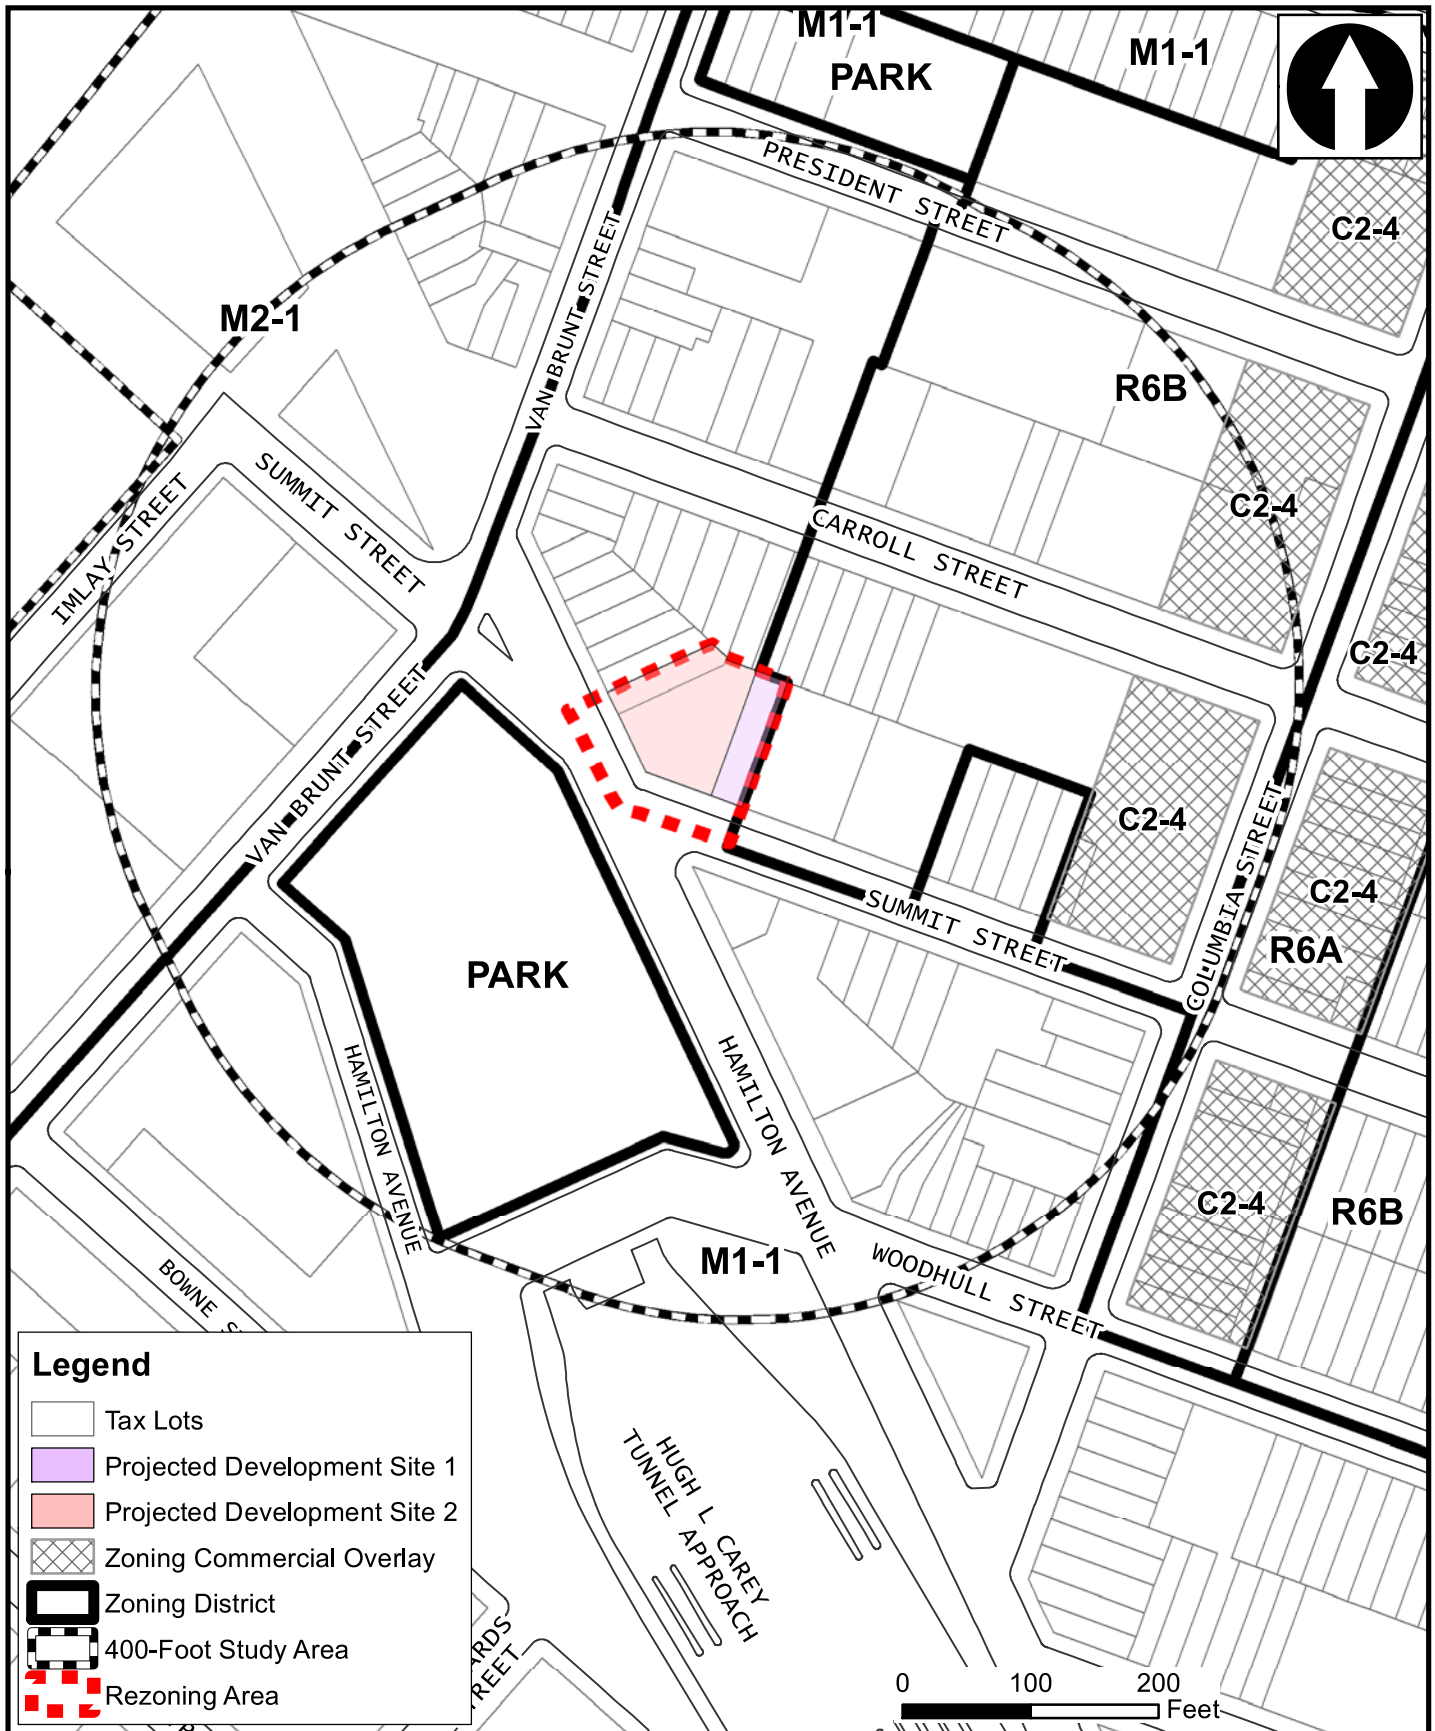 M1-1
PARK
M1-1
PRESIDENT STREET
C2-4
VAN BRUNT STREET
M2-1
R6B
SUMMIT STREET
IMLAY STREET
C2-4
CARROLL STREET
C2-4
VAN BRUNT STREET
C2-4
COLUMBIA STREET
C2-4
SUMMIT STREET
R6A
PARK
HAMILTON AVENUE
HAMILTON AVENUE
C2-4
R6B
M1-1
WOODHULL STREET
BOWNE
HUGH L CAREY
TUNNEL APPROACH
ARDS
TREET
Legend
Tax Lots
Projected Development Site 1
Projected Development Site 2
Zoning Commercial Overlay
Zoning District
400-Foot Study Area
Rezoning Area
0 100 200
Feet